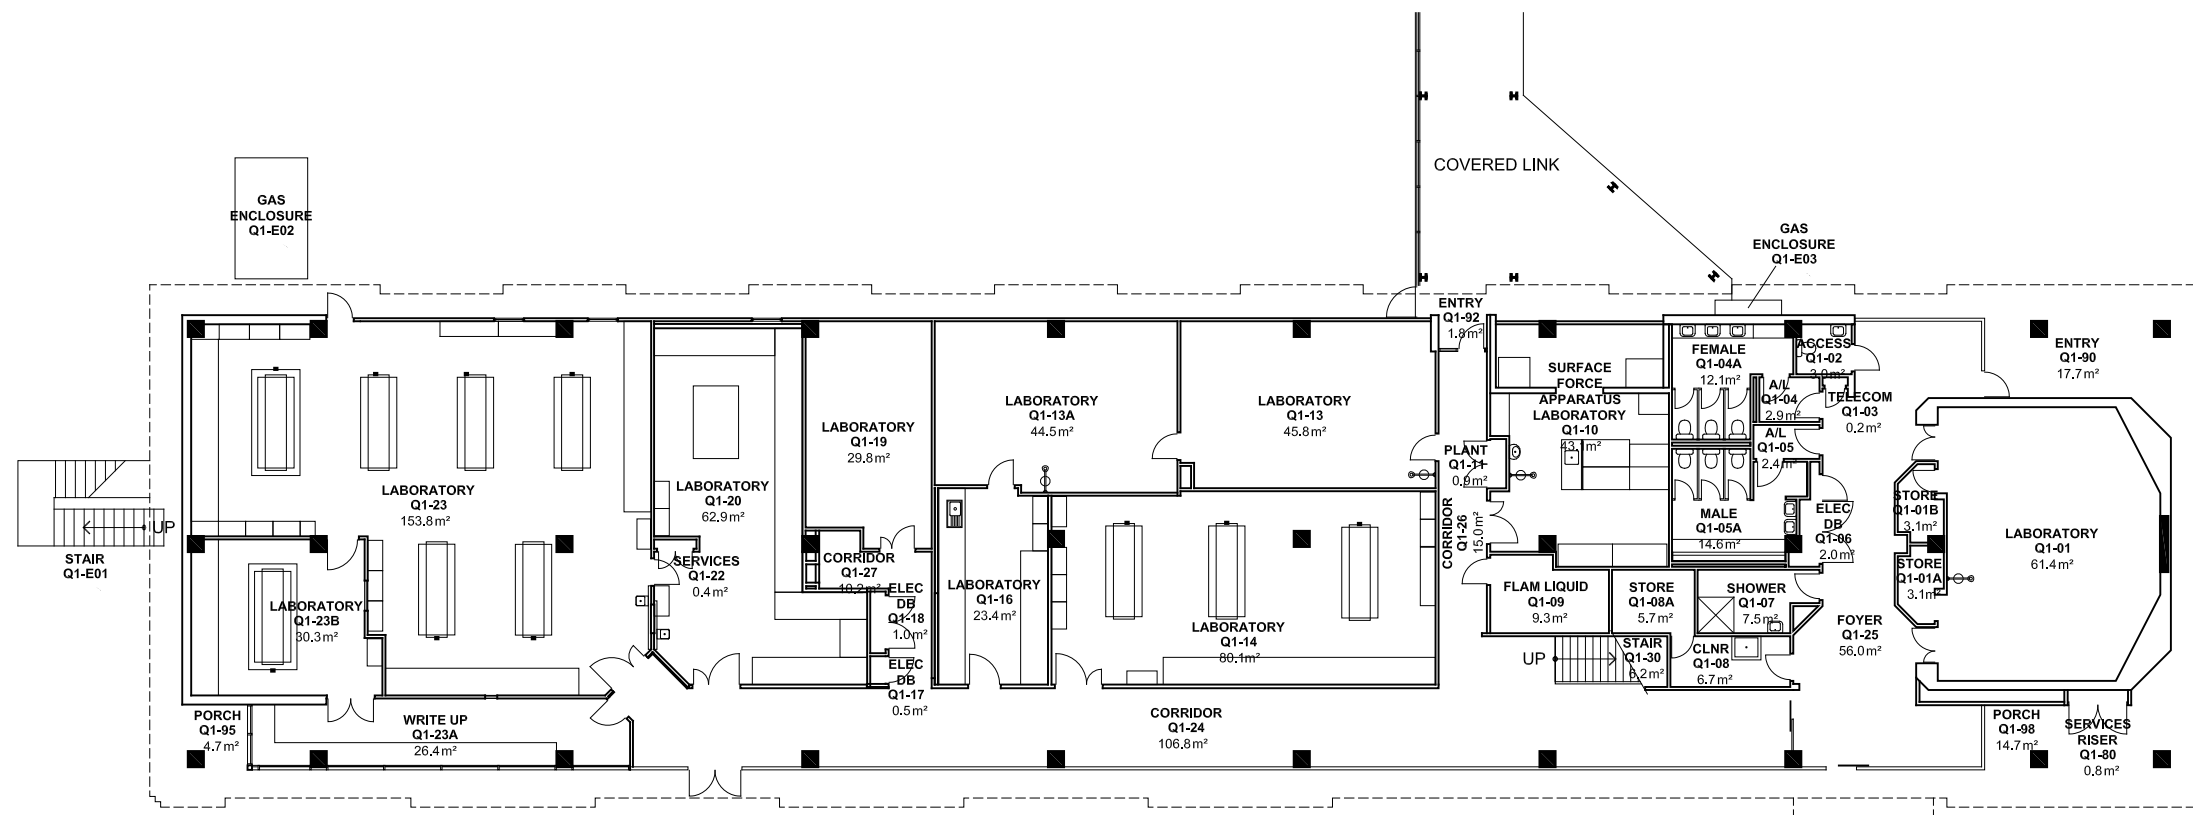 COVERED LINK
GAS
ENCLOSURE
Q1-E02
GAS
ENCLOSURE
Q1-E03
UP
STAIR
Q1-E01
LABORATORY
Q1-23
153.8m²
LABORATORY
Q1-23B
30.3m²
PORCH
Q1-95
4.7m²
WRITE UP
Q1-23A
26.4m²
LABORATORY
Q1-20
62.9m²
SERVICES
Q1-22
0.4m²
LABORATORY
Q1-19
29.8m²
CORRIDOR
Q1-27
10.2m²
ELEC
DB
Q1-18
1.0m²
ELEC
DB
Q1-17
0.5m²
LABORATORY
Q1-13A
44.5m²
LABORATORY
Q1-16
23.4m²
LABORATORY
Q1-13
45.8m²
LABORATORY
Q1-14
80.1m²
CORRIDOR
Q1-24
106.8m²
ENTRY
Q1-92
1.8m²
PLANT
Q1-11
0.9m²
CORRIDOR
Q1-26
15.0m²
SURFACE
FORCE
APPARATUS
LABORATORY
Q1-10
43.1m²
FLAM LIQUID
Q1-09
9.3m²
STORE
Q1-08A
5.7m²
SHOWER
Q1-07
7.5m²
UP
STAIR
Q1-30
6.2m²
CLNR
Q1-08
6.7m²
FEMALE
Q1-04A
12.1m²
A/L
Q1-04
2.9m²
ACCESS
Q1-02
3.0m²
TELECOM
Q1-03
0.2m²
A/L
Q1-05
2.4m²
MALE
Q1-05A
14.6m²
ELEC
DB
Q1-06
2.0m²
FOYER
Q1-25
56.0m²
ENTRY
Q1-90
17.7m²
STORE
Q1-01B
3.1m²
STORE
Q1-01A
3.1m²
LABORATORY
Q1-01
61.4m²
PORCH
Q1-98
14.7m²
SERVICES
RISER
Q1-80
0.8m²